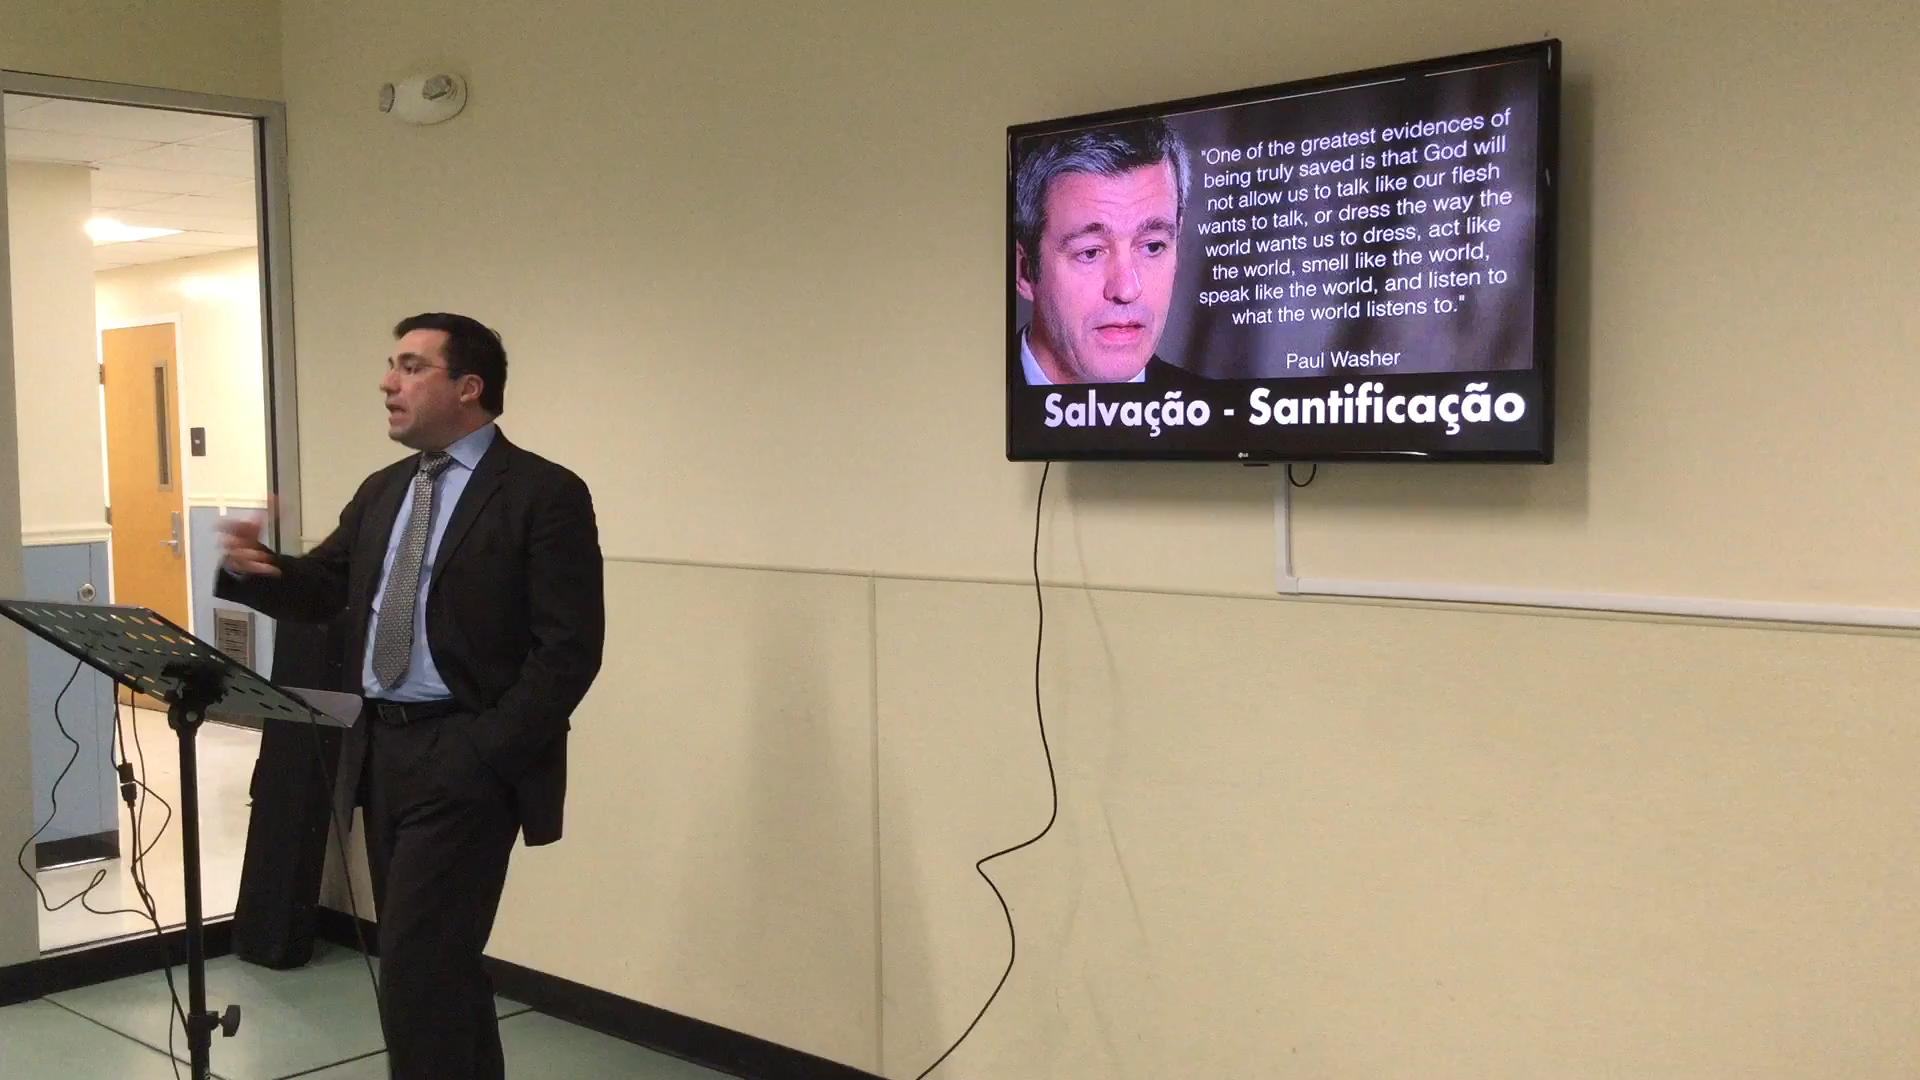 "One of the greatest evidences of
being truly saved is that God will
not allow us to talk like our flesh
wants to talk, or dress the way the
world wants us to dress, act like
the world, smell like the world,
speak like the world, and listen to
what the world listens to."
Paul Washer
Salvação - Santificação
LG